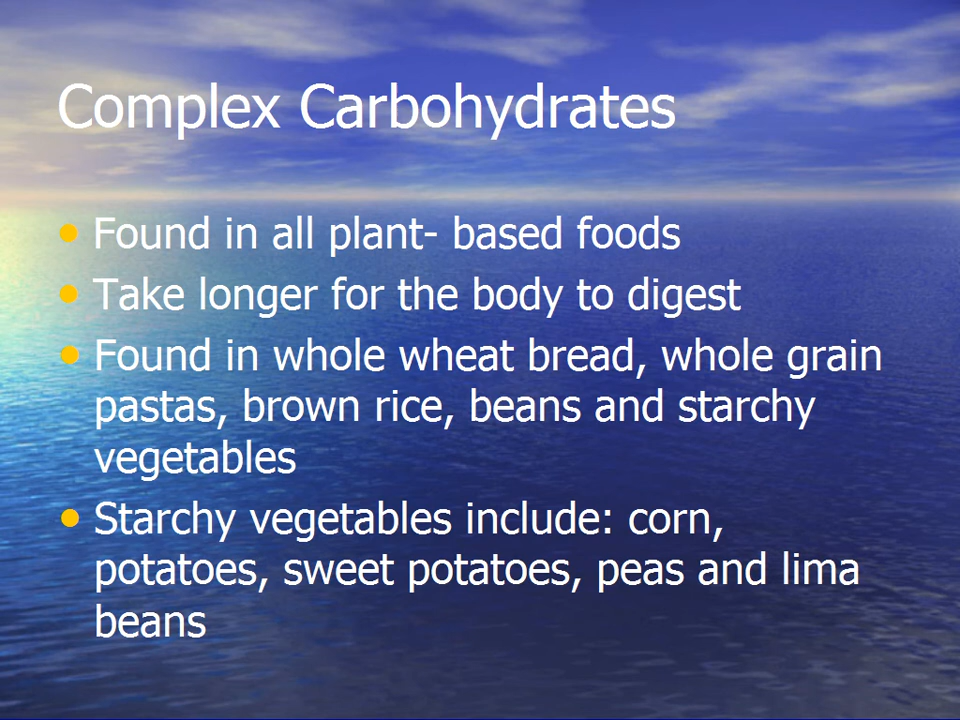 Complex Carbohydrates
• Found in all plant- based foods
• Take longer for the body to digest
• Found in whole wheat bread, whole grain
pastas, brown rice, beans and starchy
vegetables
• Starchy vegetables include: corn,
potatoes, sweet potatoes, peas and lima
beans